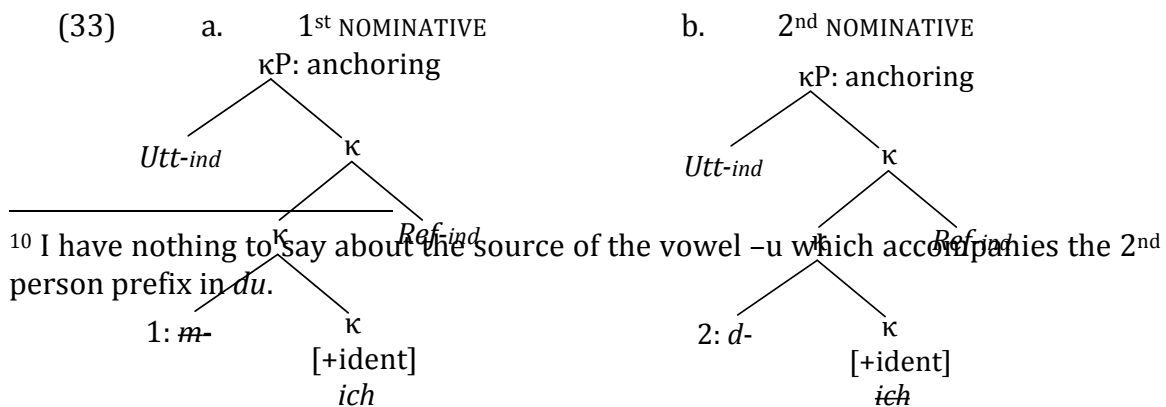 (33) a. 1st NOMINATIVE b. 2nd NOMINATIVE
κP: anchoring κP: anchoring
Utt-ind κ Utt-ind κ
κ Ref-ind κ Ref-ind
10 I have nothing to say about the source of the vowel –u which accompanies the 2nd
person prefix in du.
1: m- κ 2: d- κ
[+ident] [+ident]
ich ich